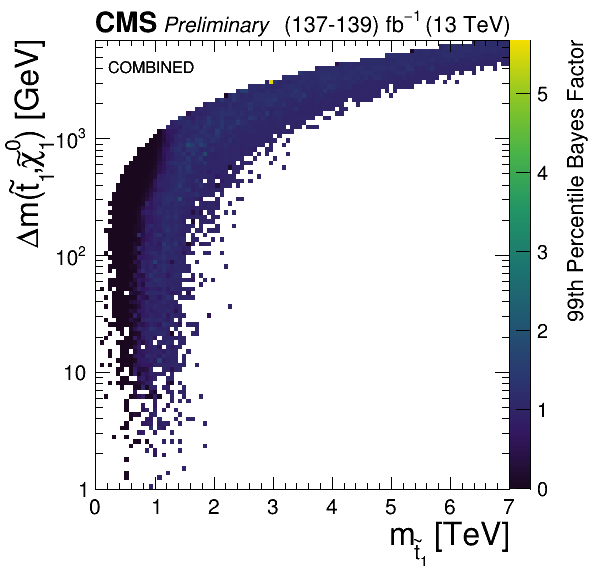 CMS Preliminary (137-139) fb⁻¹ (13 TeV)
COMBINED
Δm(t̃₁,χ̃₁⁰) [GeV]
10³
10²
10
1
0 1 2 3 4 5 6 7
m_t̃₁ [TeV]
5
4
3
2
1
0
99th Percentile Bayes Factor